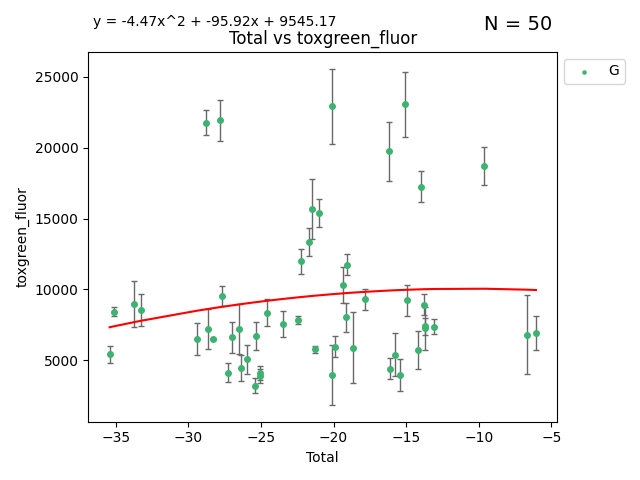 y = -4.47x^2 + -95.92x + 9545.17
N = 50
Total vs toxgreen_fluor
G
25000
20000
15000
10000
5000
toxgreen_fluor
−35 −30 −25 −20 −15 −10 −5
Total